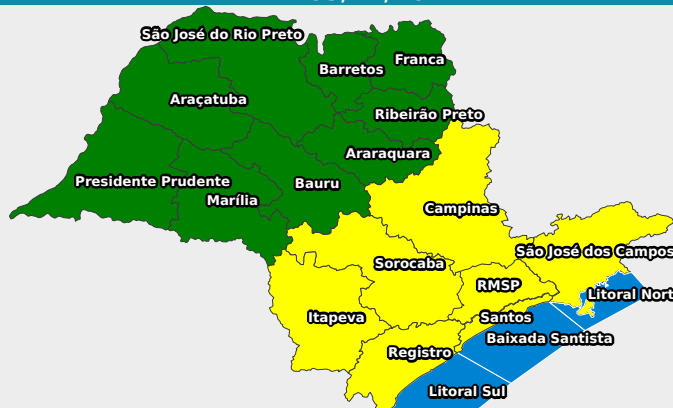 São José do Rio Preto
Franca
Barretos
Araçatuba
Ribeirão Preto
Araraquara
Presidente Prudente
Bauru
Marília
Campinas
São José dos Campos
Sorocaba
RMSP
Litoral Nort
Itapeva
Santos
Baixada Santista
Registro
Litoral Sul